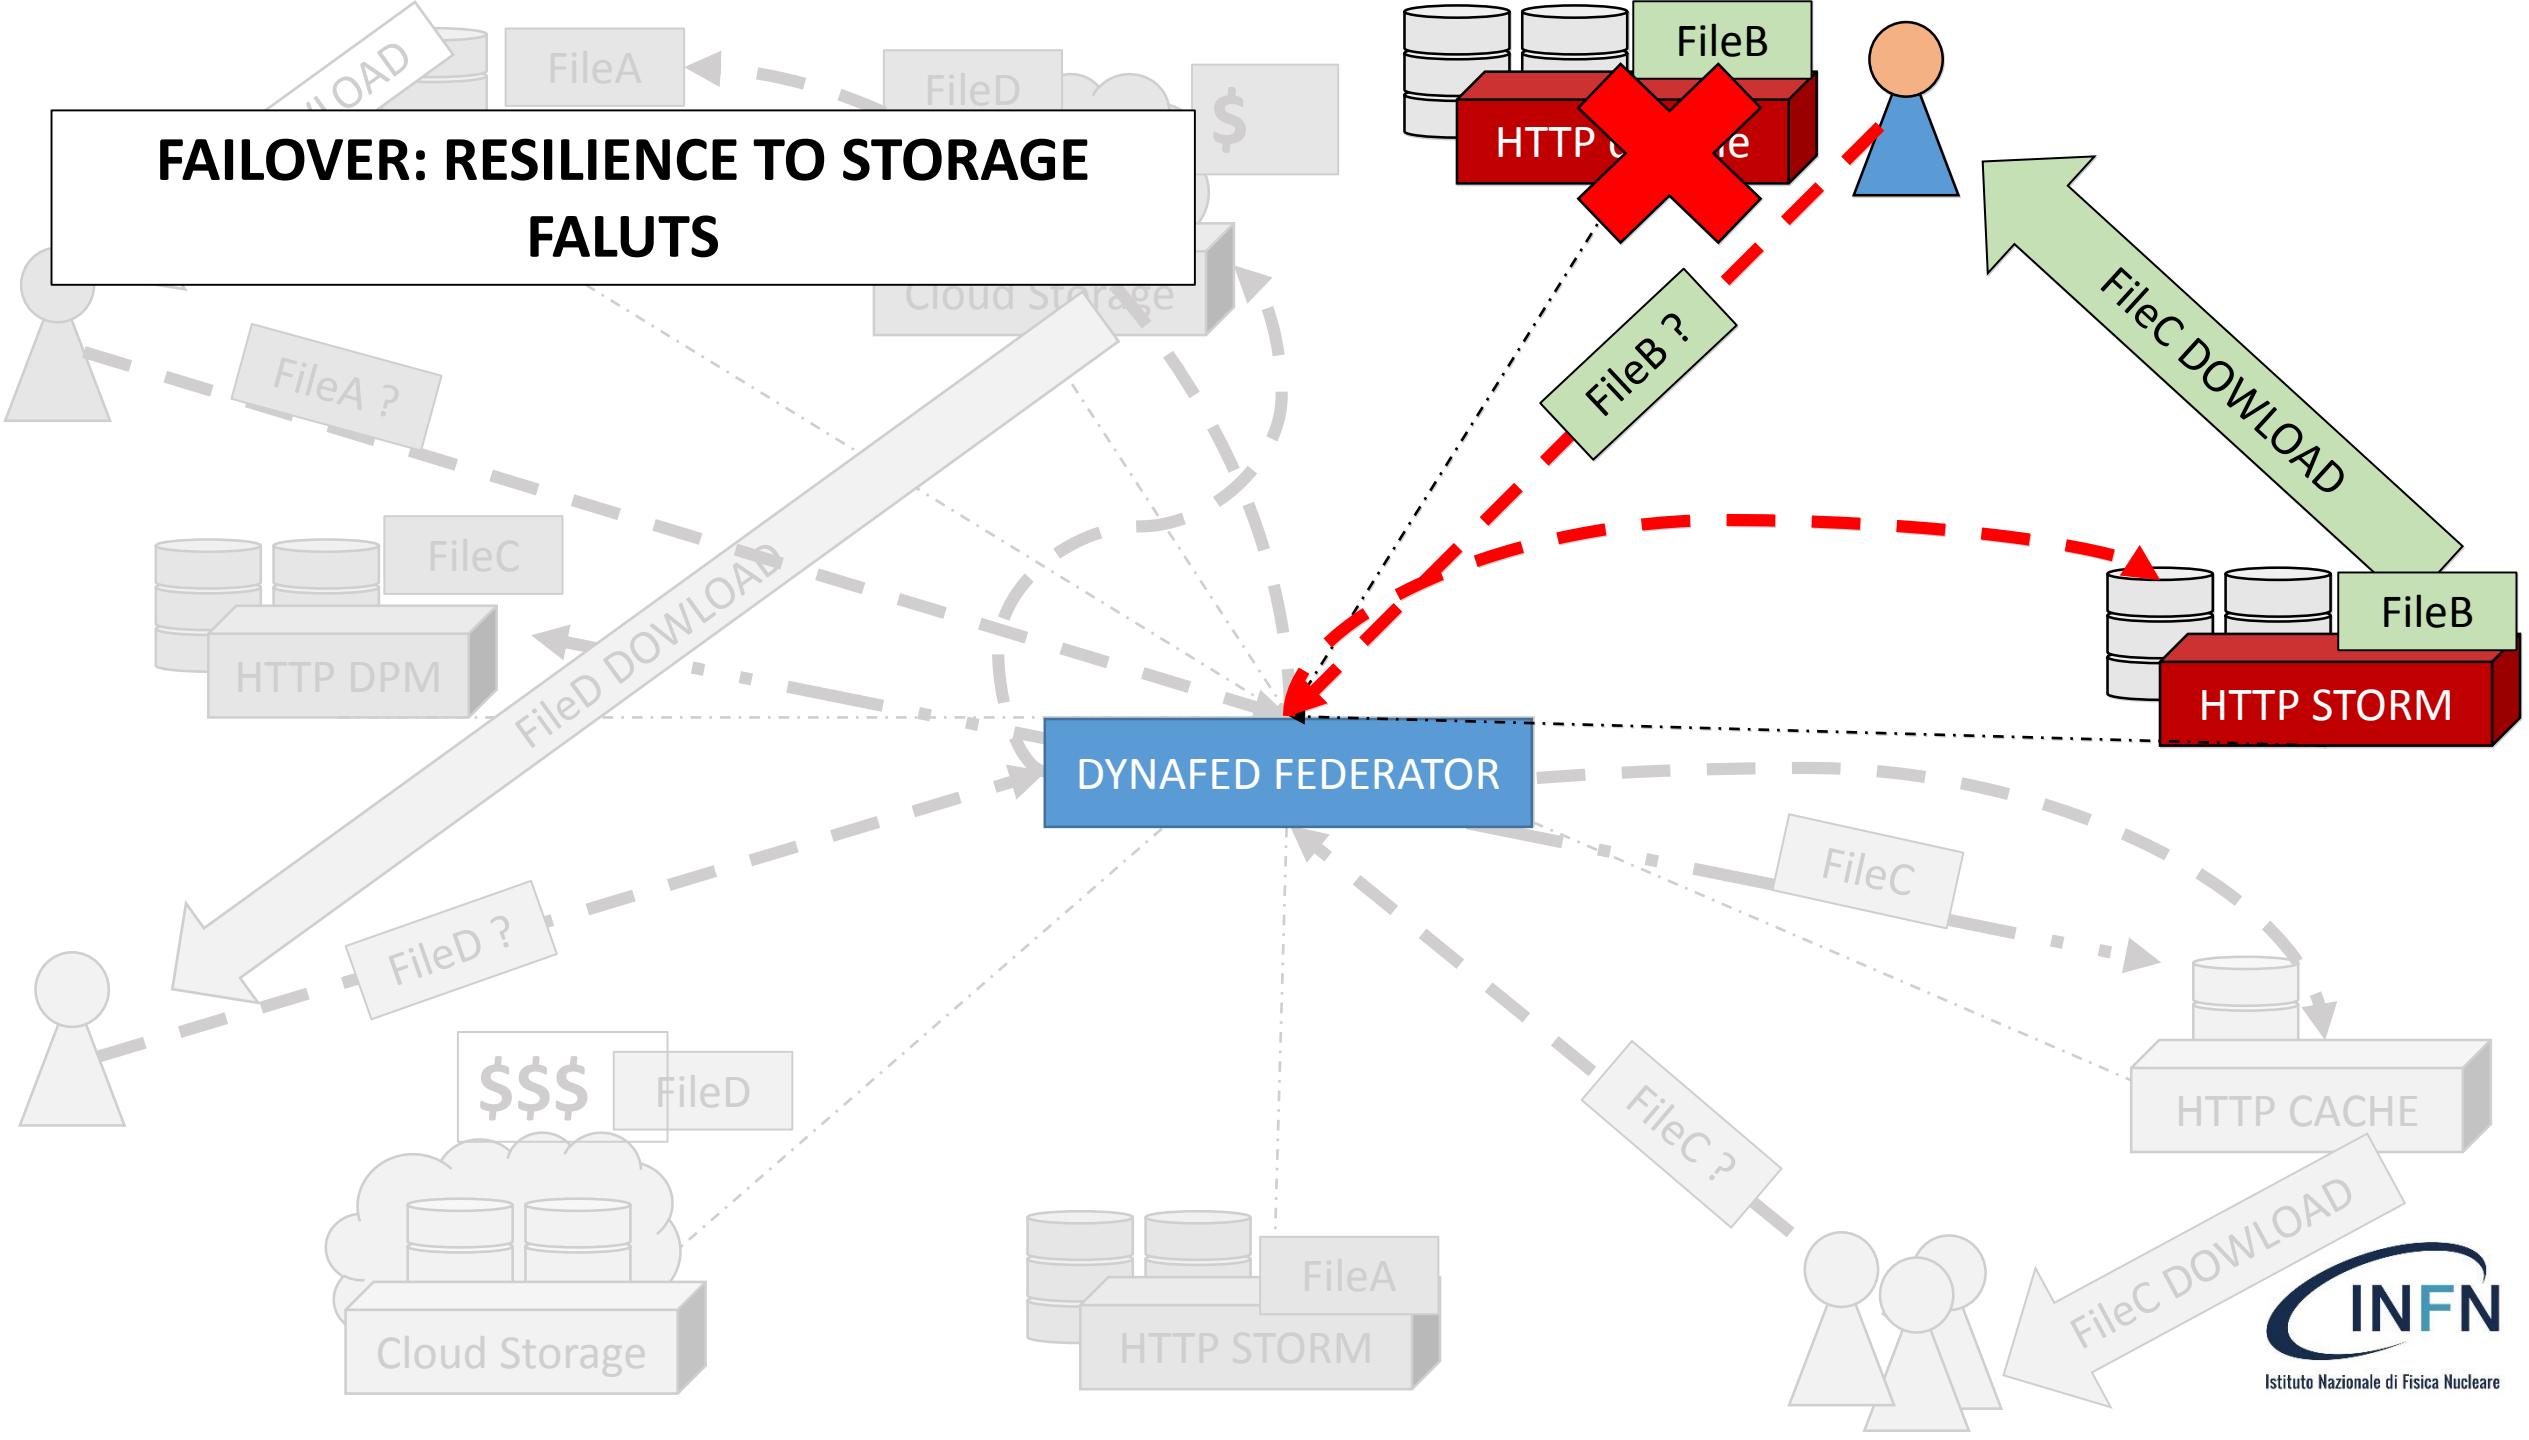 FAILOVER: RESILIENCE TO STORAGE
FALUTS
FileA
FileD
$
FileB
HTTP
Cloud Storage
FileA ?
FileB ?
FileC DOWLOAD
FileC
HTTP DPM
FileD DOWLOAD
FileB
HTTP STORM
DYNAFED FEDERATOR
FileC
FileD ?
$$$
FileD
FileC ?
HTTP CACHE
FileC DOWLOAD
FileA
HTTP STORM
Cloud Storage
INFN
Istituto Nazionale di Fisica Nucleare